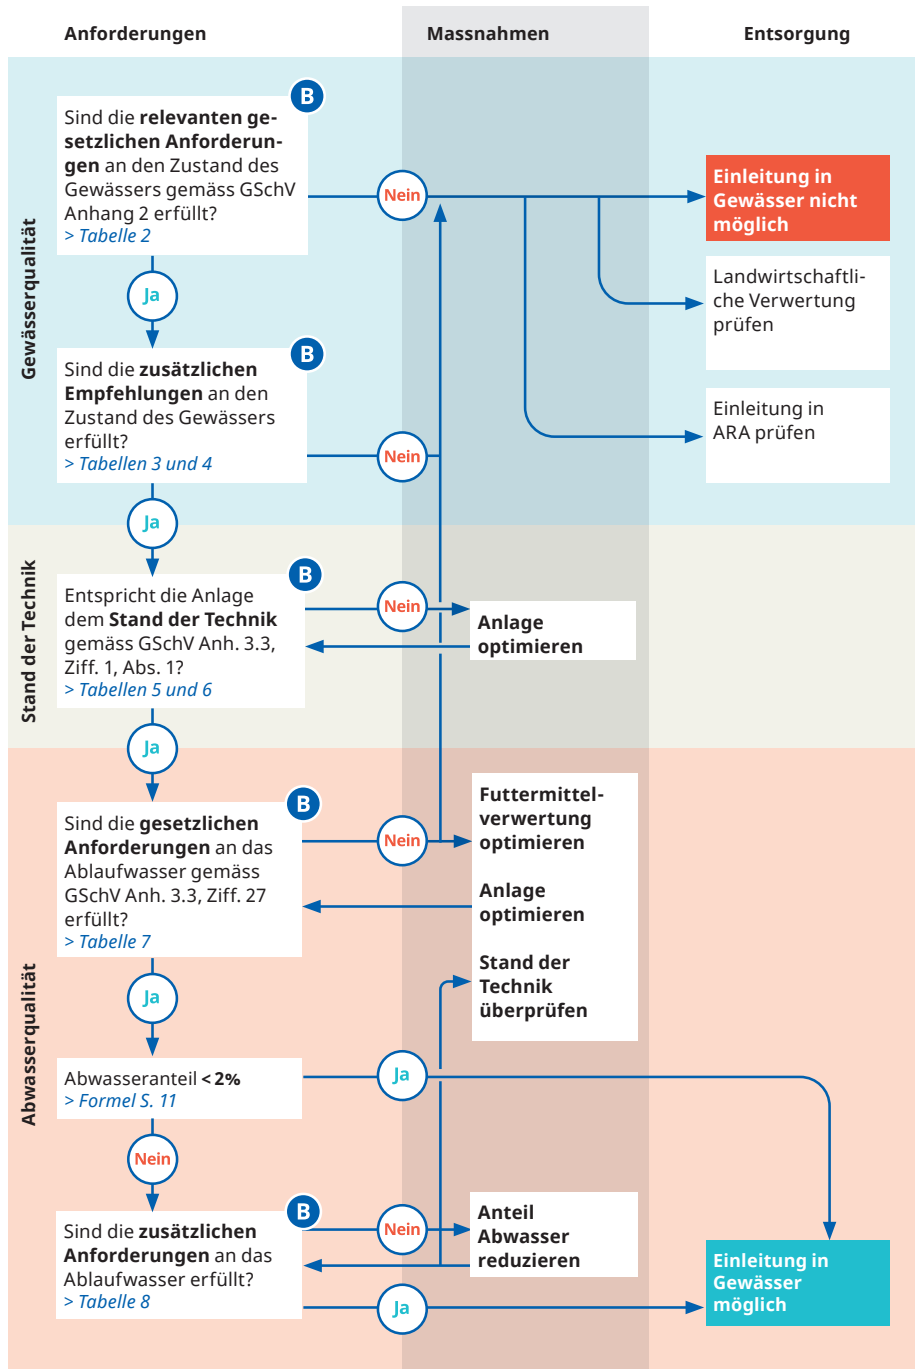 Anforderungen
Massnahmen
Entsorgung
Gewässerqualität
B
Sind die relevanten ge-
setzlichen Anforderun-
gen an den Zustand des
Gewässers gemäss GSchV
Anhang 2 erfüllt?
> Tabelle 2
Nein
Einleitung in
Gewässer nicht
möglich
Ja
Landwirtschaftli-
che Verwertung
prüfen
B
Sind die zusätzlichen
Empfehlungen an den
Zustand des Gewässers
erfüllt?
> Tabellen 3 und 4
Nein
Einleitung in
ARA prüfen
Ja
Stand der Technik
B
Entspricht die Anlage
dem Stand der Technik
gemäss GSchV Anh. 3.3,
Ziff. 1, Abs. 1?
> Tabellen 5 und 6
Nein
Anlage
optimieren
Ja
Abwasserqualität
B
Sind die gesetzlichen
Anforderungen an das
Ablaufwasser gemäss
GSchV Anh. 3.3, Ziff. 27
erfüllt?
> Tabelle 7
Nein
Futtermittel-
verwertung
optimieren
Anlage
optimieren
Stand der
Technik
überprüfen
Ja
Abwasseranteil < 2%
> Formel S. 11
Ja
Nein
B
Sind die zusätzlichen
Anforderungen an das
Ablaufwasser erfüllt?
> Tabelle 8
Nein
Anteil
Abwasser
reduzieren
Ja
Einleitung in
Gewässer
möglich